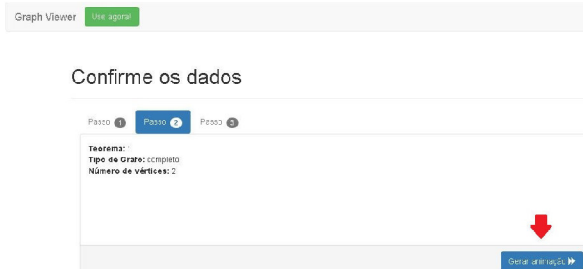 Graph Viewer Use agora!
Confirme os dados
Passo 1 Passo 2 Passo 3
Teorema: 1
Tipo de Grafo: completo
Número de vértices: 2
Gerar animação